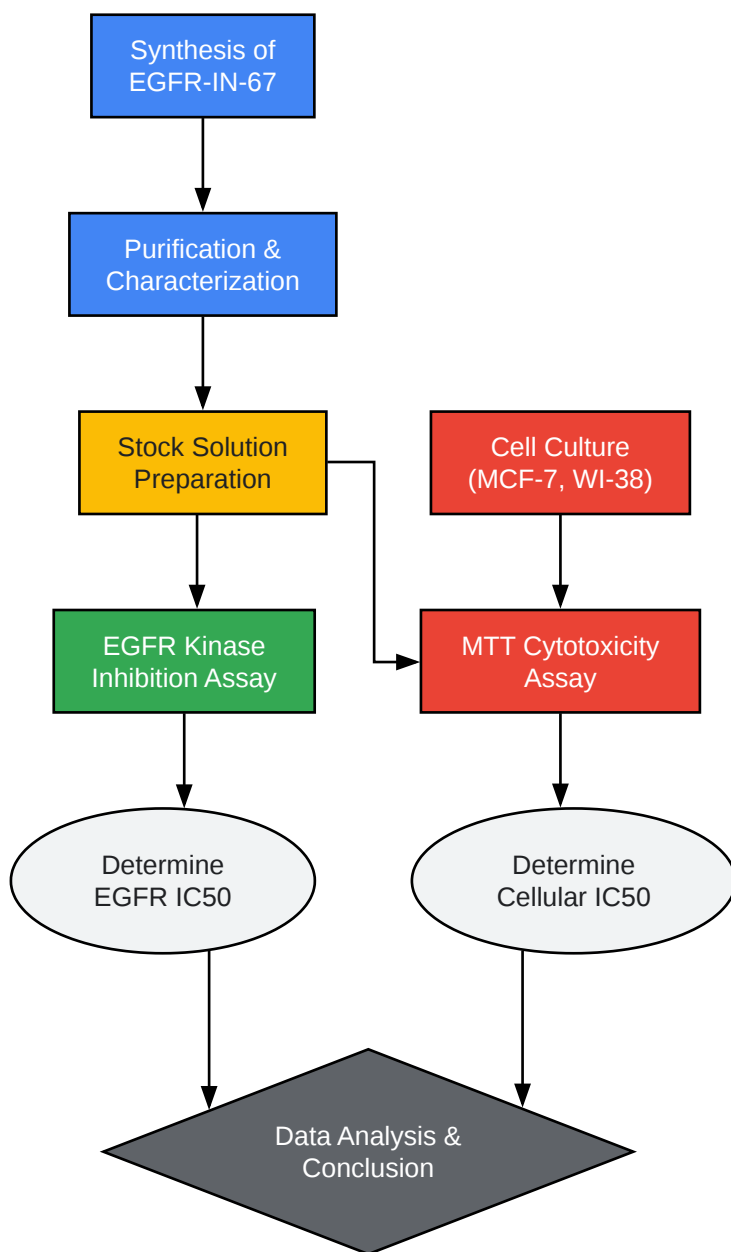 Synthesis of
EGFR-IN-67
Purification &
Characterization
Stock Solution
Preparation
Cell Culture
(MCF-7, WI-38)
EGFR Kinase
Inhibition Assay
MTT Cytotoxicity
Assay
Determine
EGFR IC50
Determine
Cellular IC50
Data Analysis &
Conclusion